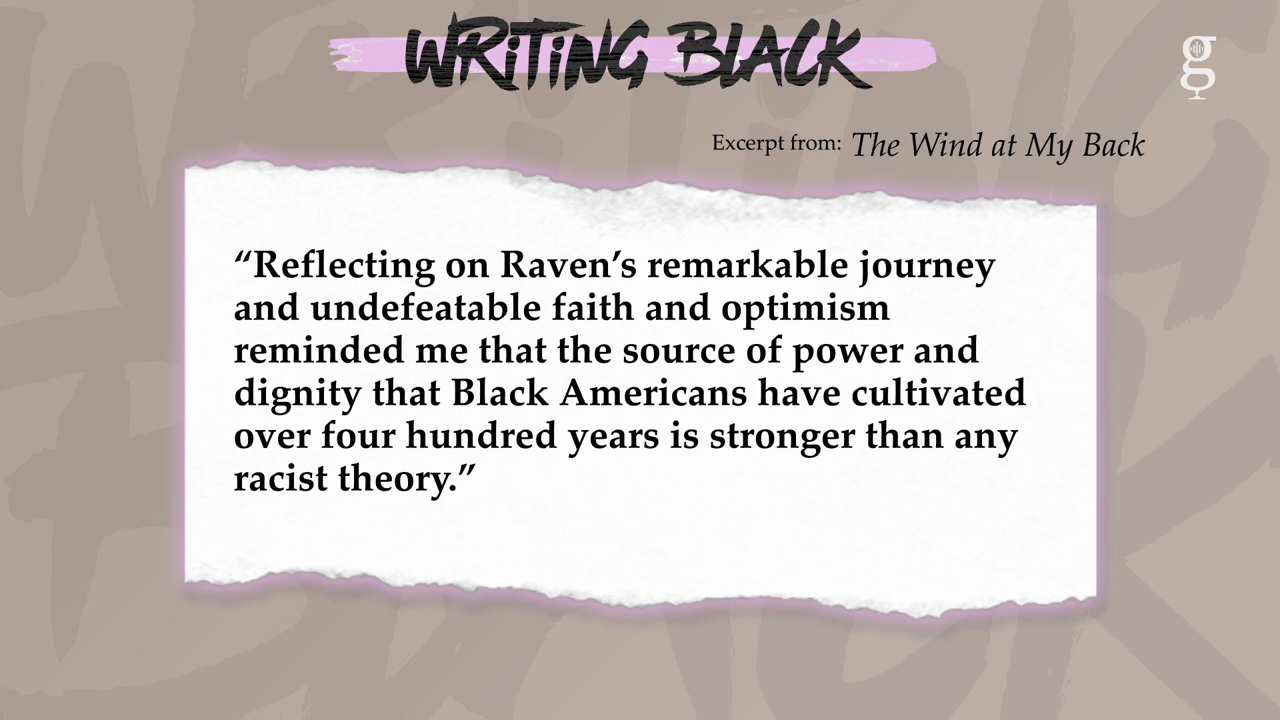 WRiTiNG BLACK
g
Excerpt from: The Wind at My Back
“Reflecting on Raven’s remarkable journey
and undefeatable faith and optimism
reminded me that the source of power and
dignity that Black Americans have cultivated
over four hundred years is stronger than any
racist theory.”